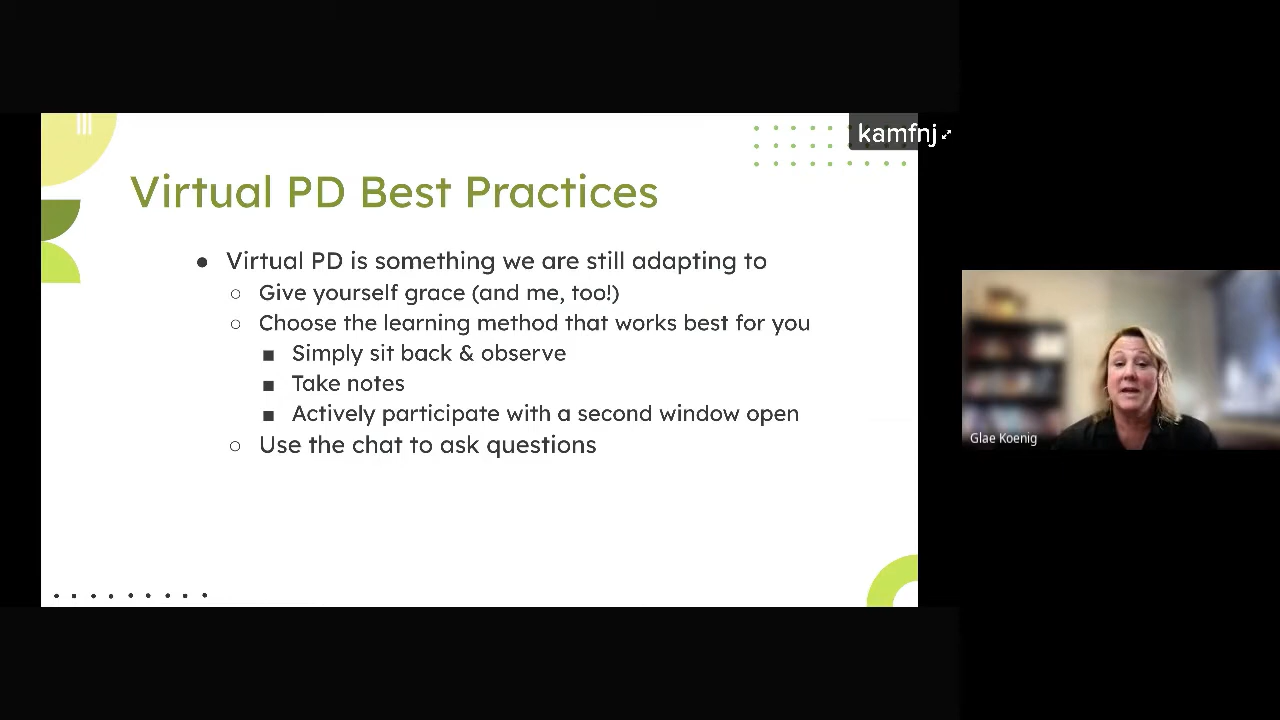 kamfnj
Virtual PD Best Practices
● Virtual PD is something we are still adapting to
○ Give yourself grace (and me, too!)
○ Choose the learning method that works best for you
■ Simply sit back & observe
■ Take notes
■ Actively participate with a second window open
○ Use the chat to ask questions
Glae Koenig